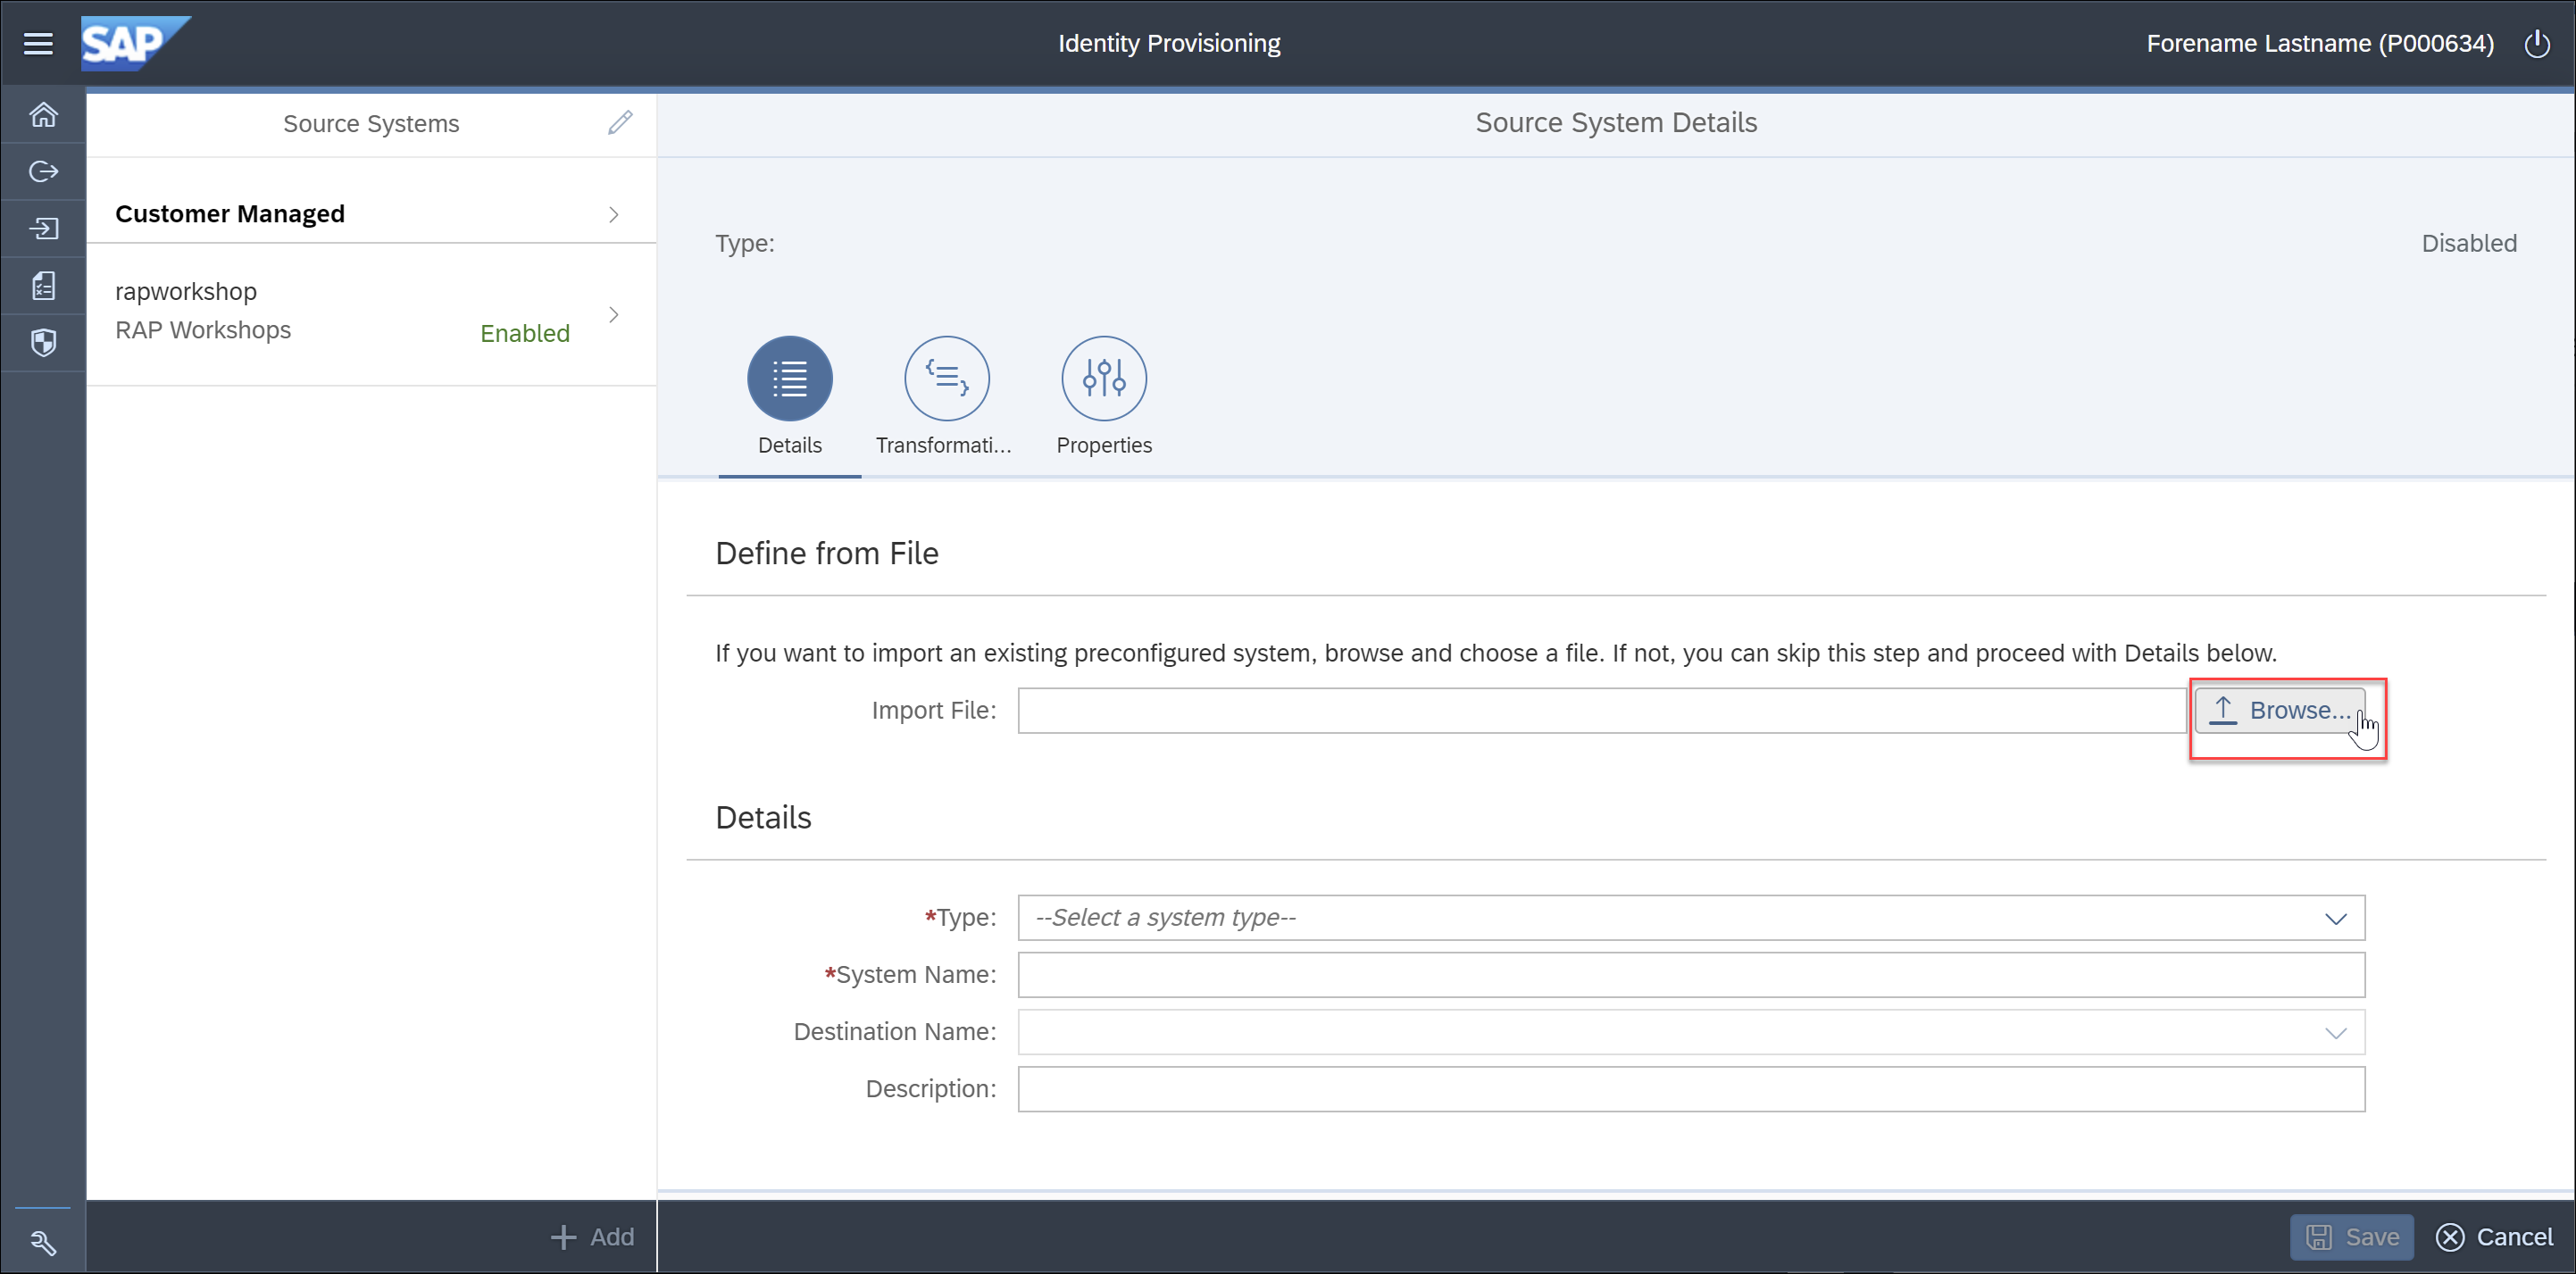 SAP
Identity Provisioning
Forename Lastname (P000634)
Source Systems
Source System Details
Customer Managed
Type:
Disabled
rapworkshop
RAP Workshops
Enabled
Details
Transformati...
Properties
Define from File
If you want to import an existing preconfigured system, browse and choose a file. If not, you can skip this step and proceed with Details below.
Import File:
Browse...
Details
*Type:
--Select a system type--
*System Name:
Destination Name:
Description:
Add
Save
Cancel